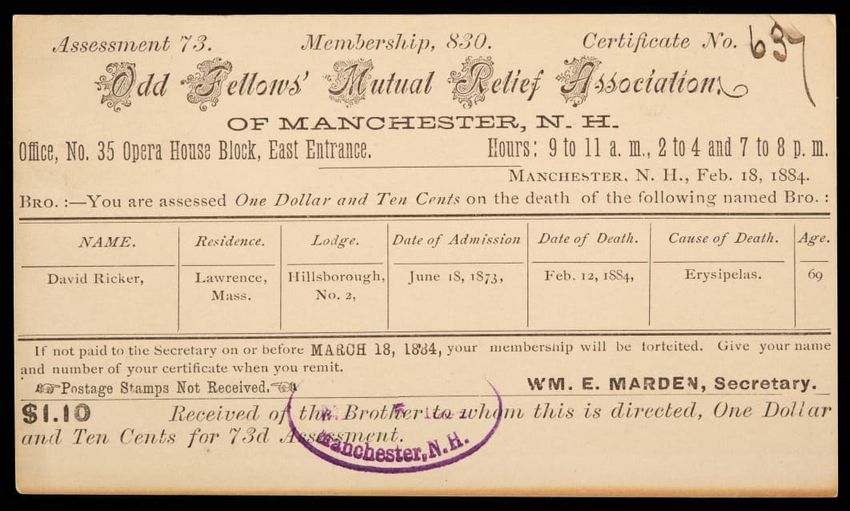 Assessment 73. Membership, 830. Certificate No. 637
Odd Fellows' Mutual Relief Association,
OF MANCHESTER, N. H.
Office, No. 35 Opera House Block, East Entrance. Hours: 9 to 11 a. m., 2 to 4 and 7 to 8 p. m.
MANCHESTER, N. H., Feb. 18, 1884.
BRO. :—You are assessed One Dollar and Ten Cents on the death of the following named Bro. :
NAME. Residence. Lodge. Date of Admission Date of Death. Cause of Death. Age.
David Ricker, Lawrence, Hillsborough, June 18, 1873, Feb. 12, 1884, Erysipelas. 69
Mass. No. 2,
If not paid to the Secretary on or before MARCH 18, 1884, your membership will be forfeited. Give your name
and number of your certificate when you remit.
☞Postage Stamps Not Received.☜ WM. E. MARDEN, Secretary.
$1.10 Received of the Brother to whom this is directed, One Dollar
and Ten Cents for 73d Assessment.
Manchester, N.H.